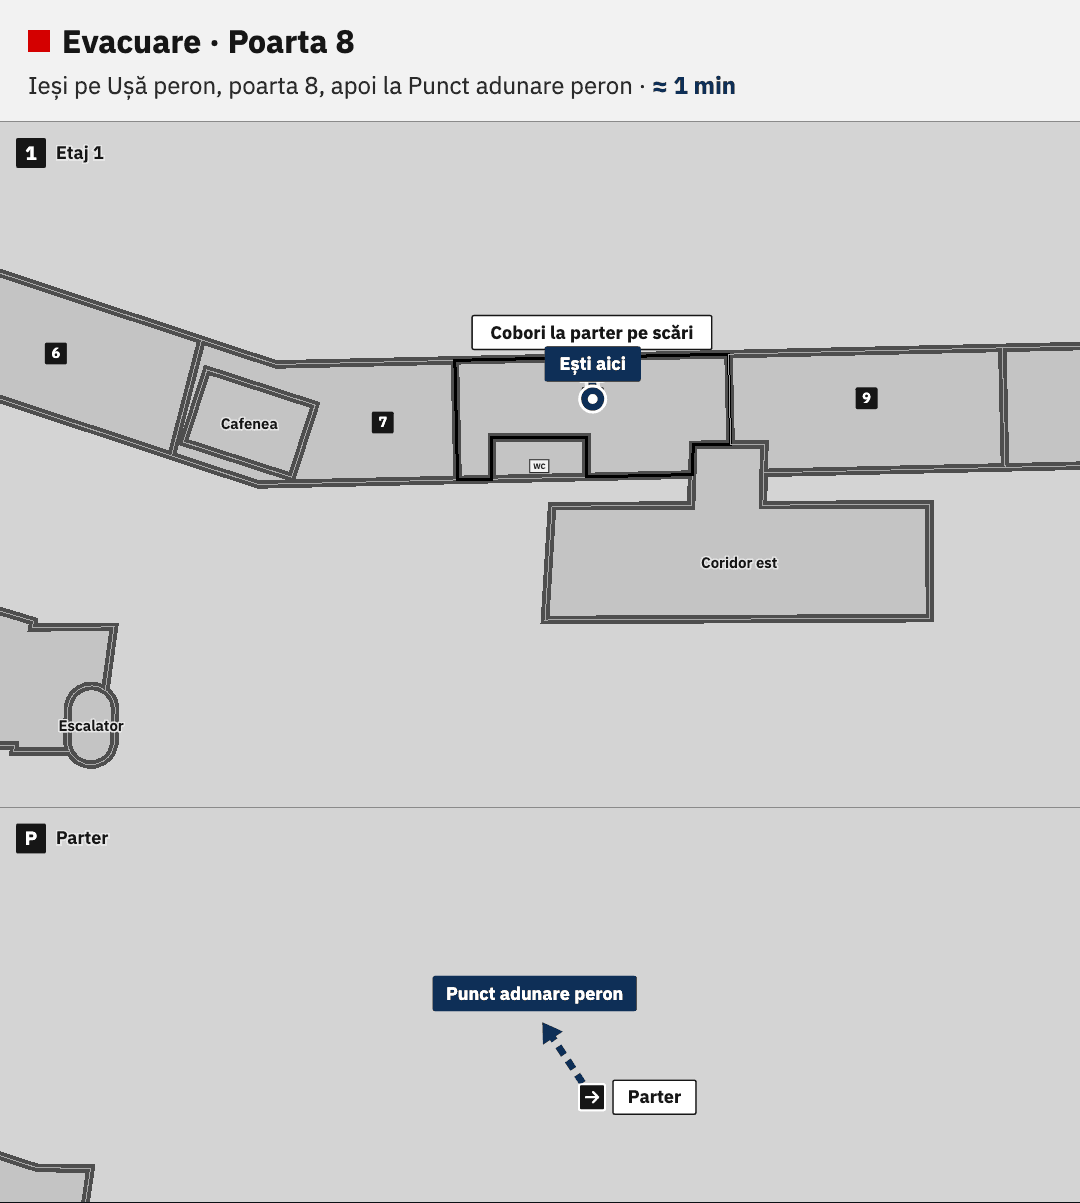 Evacuare · Poarta 8
Ieși pe Ușă peron, poarta 8, apoi la Punct adunare peron · ≈ 1 min
1 Etaj 1
Cobori la parter pe scări
Ești aici
6
9
7
Cafenea
WC
Coridor est
Escalator
P Parter
Punct adunare peron
Parter